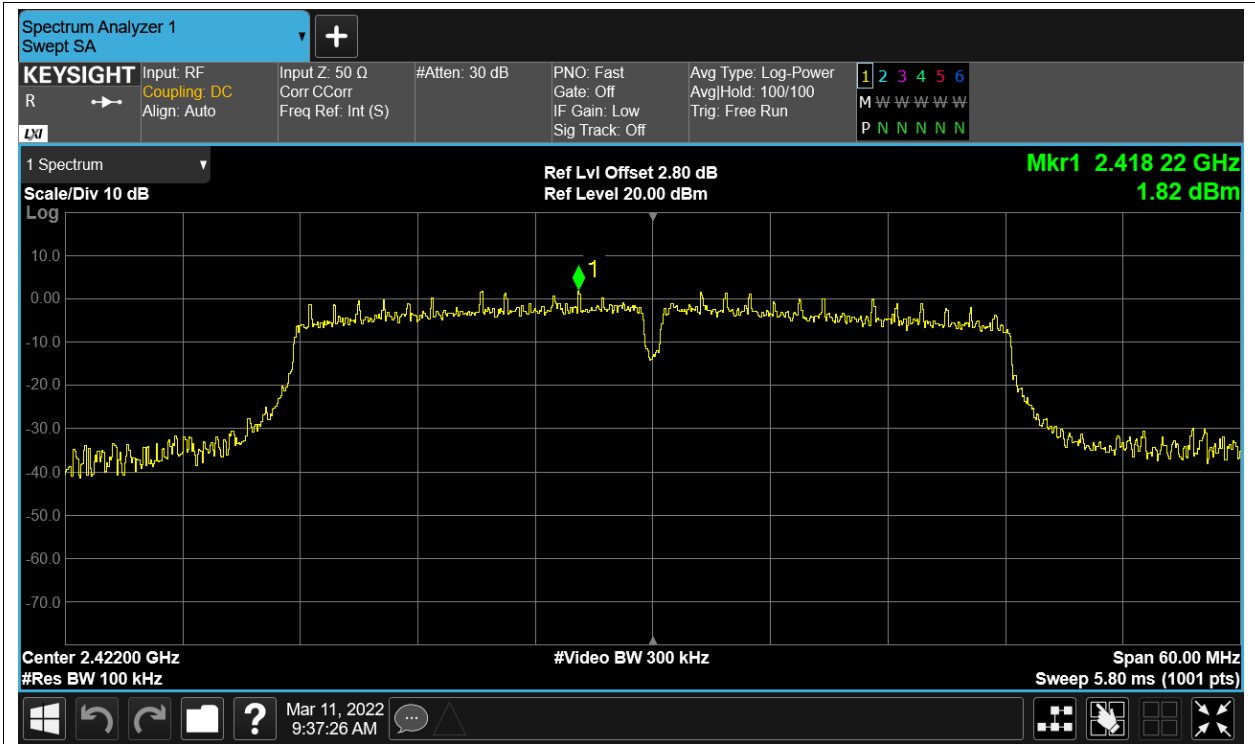 Spectrum Analyzer 1
Swept SA
KEYSIGHT
R
LXI
Input: RF
Coupling: DC
Align: Auto
Input Z: 50 Ω
Corr CCorr
Freq Ref: Int (S)
#Atten: 30 dB
PNO: Fast
Gate: Off
IF Gain: Low
Sig Track: Off
Avg Type: Log-Power
Avg|Hold: 100/100
Trig: Free Run
1 2 3 4 5 6
M W W W W W
P N N N N N
1 Spectrum
Scale/Div 10 dB
Log
Ref Lvl Offset 2.80 dB
Ref Level 20.00 dBm
Mkr1 2.418 22 GHz
1.82 dBm
10.0
0.00
-10.0
-20.0
-30.0
-40.0
-50.0
-60.0
-70.0
1
Center 2.42200 GHz
#Res BW 100 kHz
#Video BW 300 kHz
Span 60.00 MHz
Sweep 5.80 ms (1001 pts)
?
Mar 11, 2022
9:37:26 AM